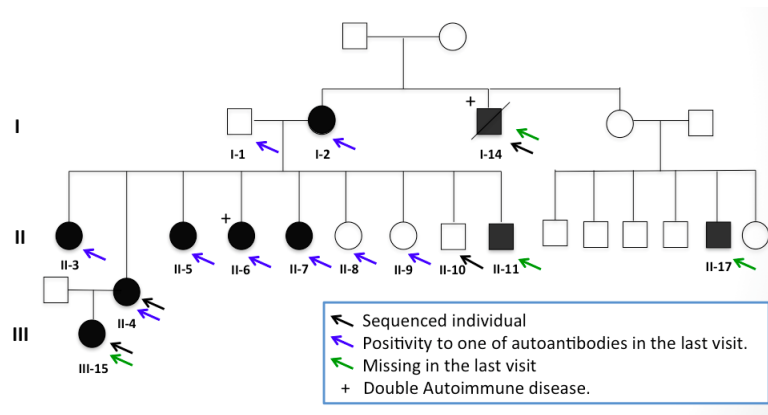 +
I
I-1
I-2
I-14
+
II
II-3
II-5
II-6
II-7
II-8
II-9
II-10
II-11
II-17
II-4
III
III-15
Sequenced individual
Positivity to one of autoantibodies in the last visit.
Missing in the last visit
+ Double Autoimmune disease.